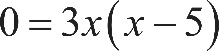 0 = 3x(x − 5)